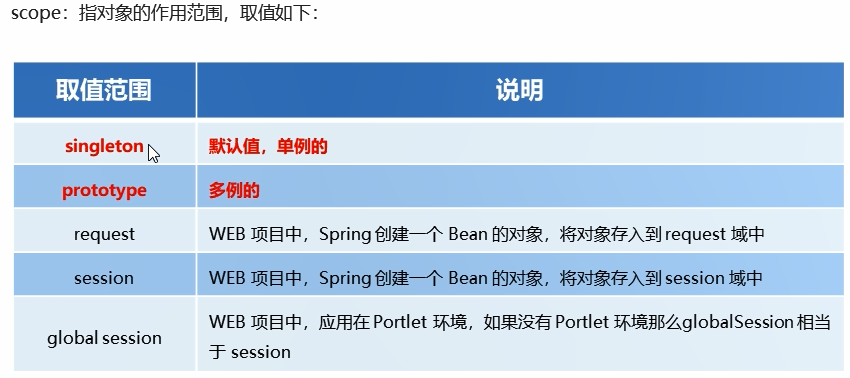 scope：指对象的作用范围，取值如下：
取值范围 说明
singleton 默认值，单例的
prototype 多例的
request WEB 项目中，Spring 创建一个 Bean 的对象，将对象存入到 request 域中
session WEB 项目中，Spring 创建一个 Bean 的对象，将对象存入到 session 域中
global session WEB 项目中，应用在 Portlet 环境，如果没有 Portlet 环境那么globalSession 相当
于 session